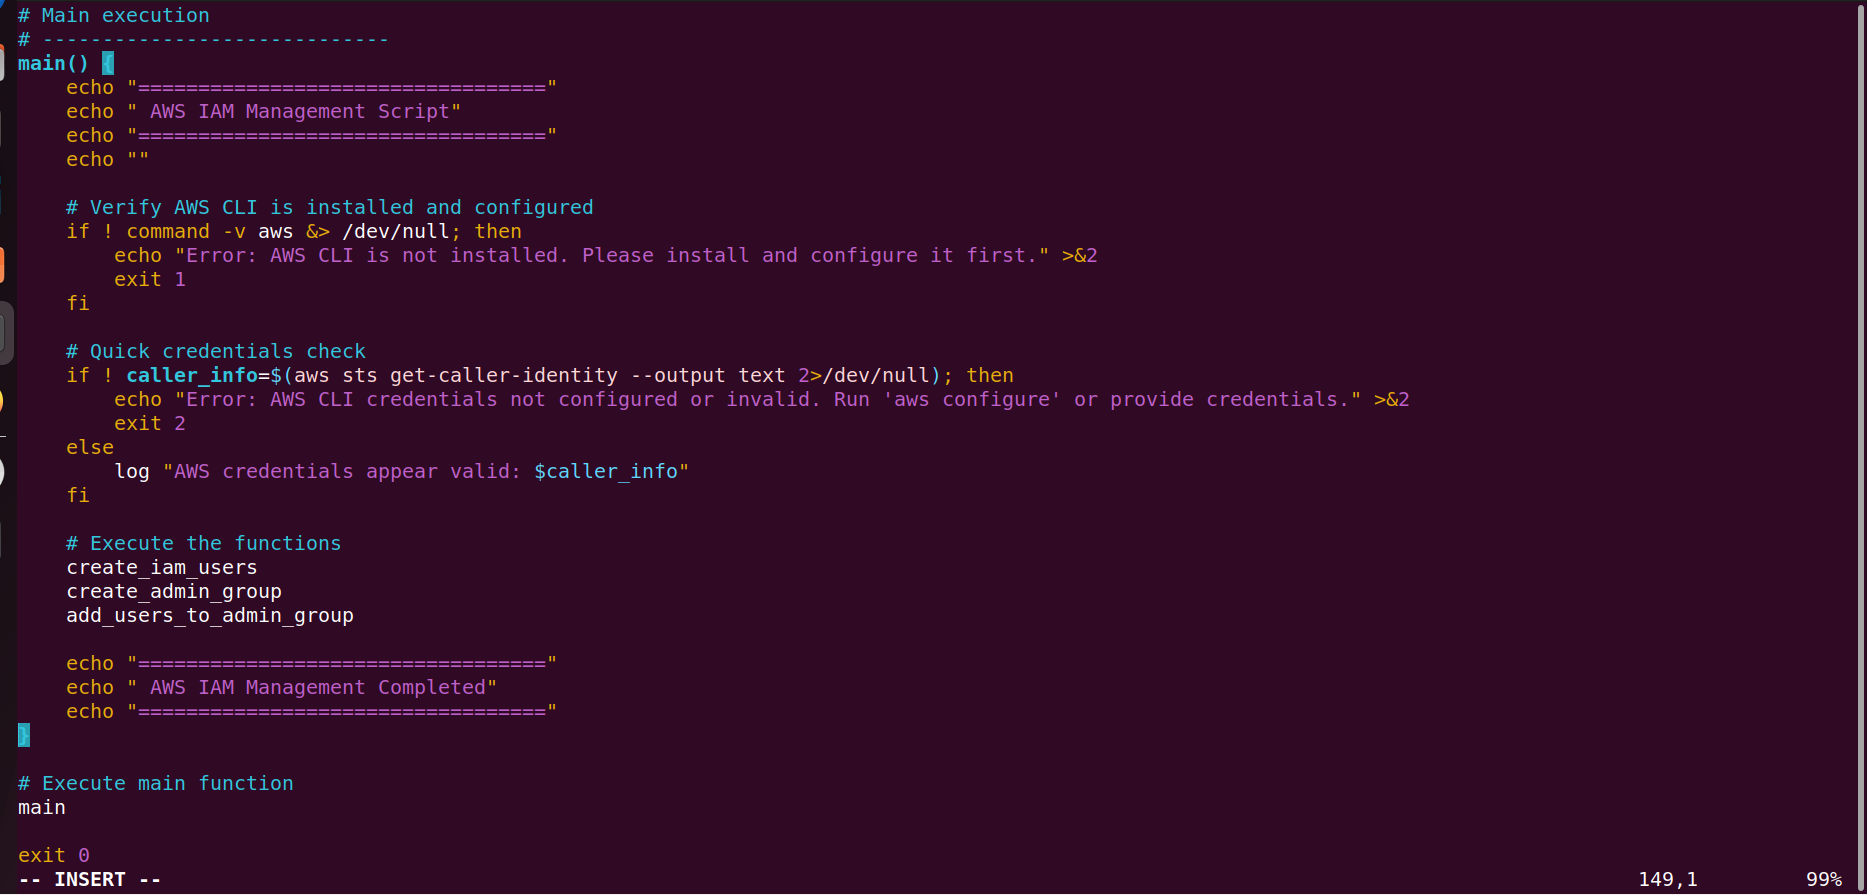 # Main execution
# -----------------------------
main() {
    echo "=================================="
    echo " AWS IAM Management Script"
    echo "=================================="
    echo ""

    # Verify AWS CLI is installed and configured
    if ! command -v aws &> /dev/null; then
        echo "Error: AWS CLI is not installed. Please install and configure it first." >&2
        exit 1
    fi

    # Quick credentials check
    if ! caller_info=$(aws sts get-caller-identity --output text 2>/dev/null); then
        echo "Error: AWS CLI credentials not configured or invalid. Run 'aws configure' or provide credentials." >&2
        exit 2
    else
        log "AWS credentials appear valid: $caller_info"
    fi

    # Execute the functions
    create_iam_users
    create_admin_group
    add_users_to_admin_group

    echo "=================================="
    echo " AWS IAM Management Completed"
    echo "=================================="
}

# Execute main function
main

exit 0
-- INSERT -- 149,1 99%